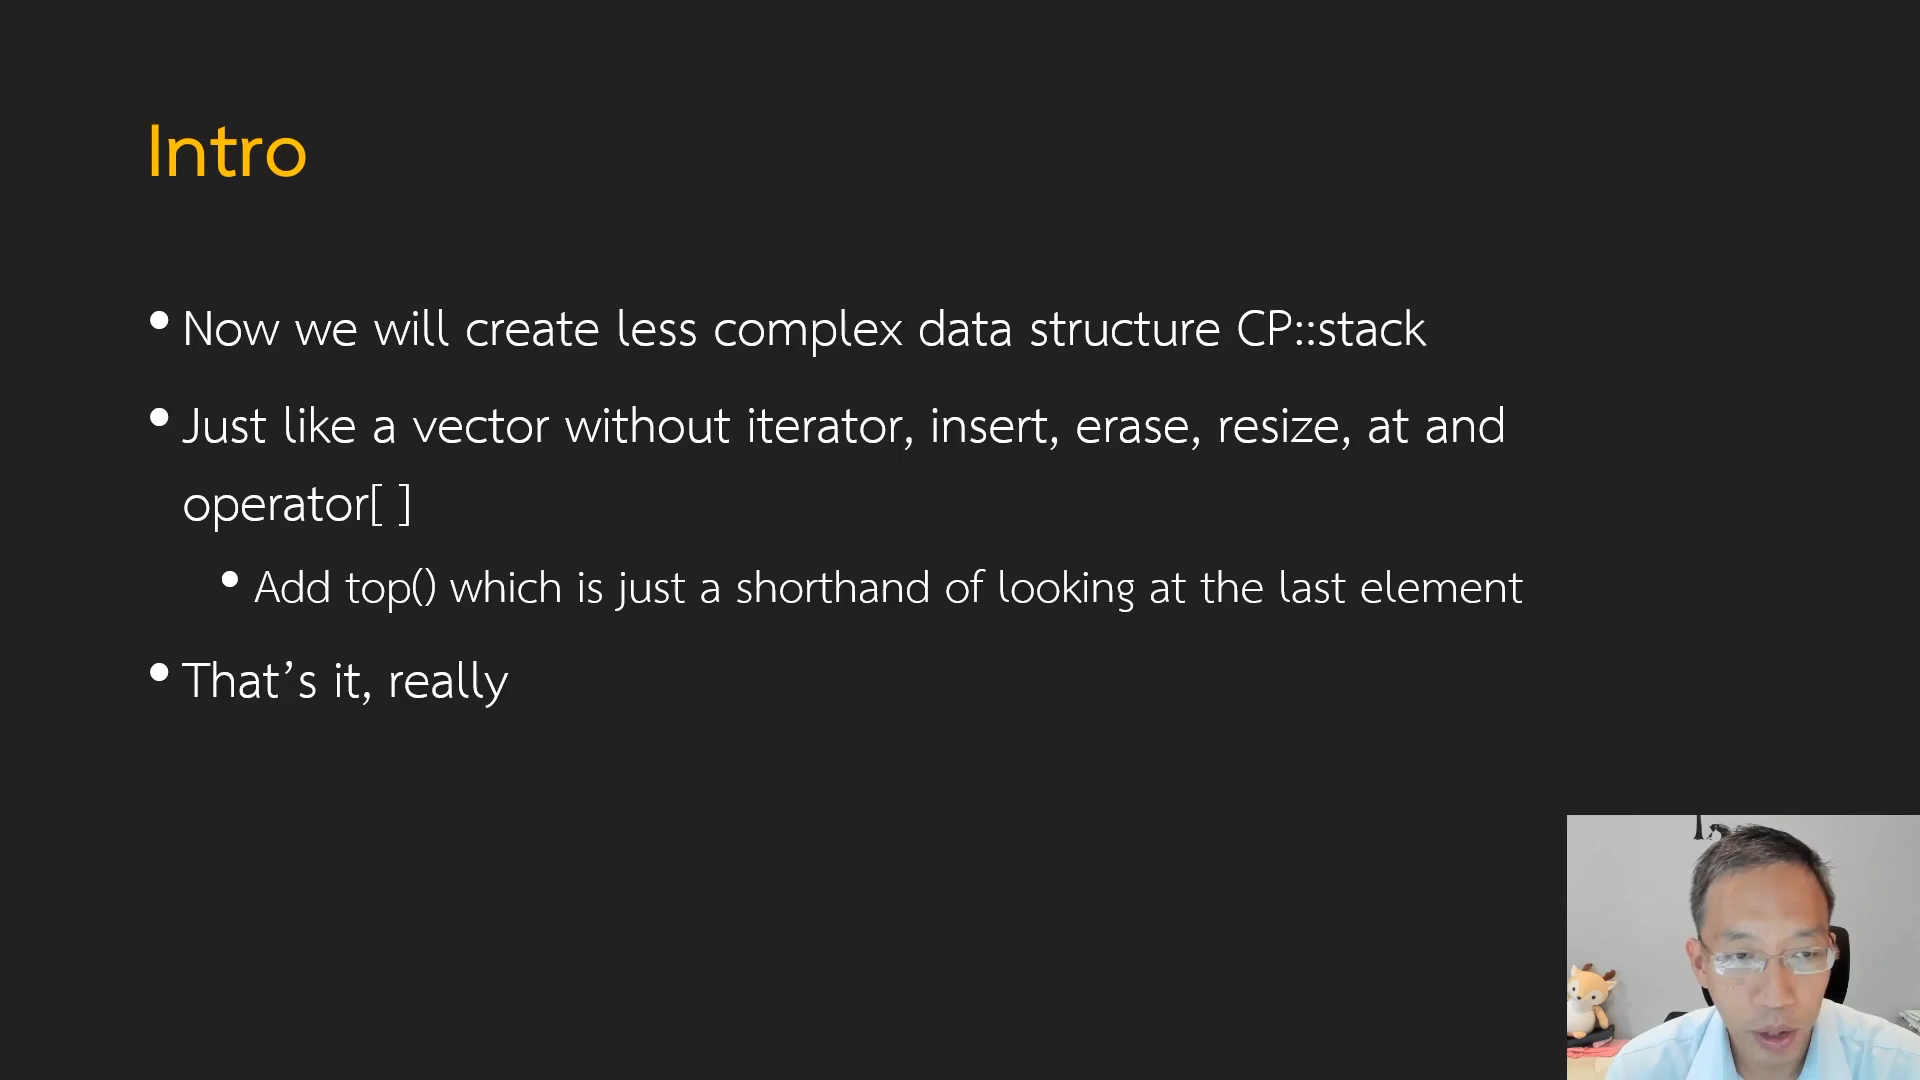 Intro
• Now we will create less complex data structure CP::stack
• Just like a vector without iterator, insert, erase, resize, at and
operator[ ]
• Add top() which is just a shorthand of looking at the last element
• That’s it, really